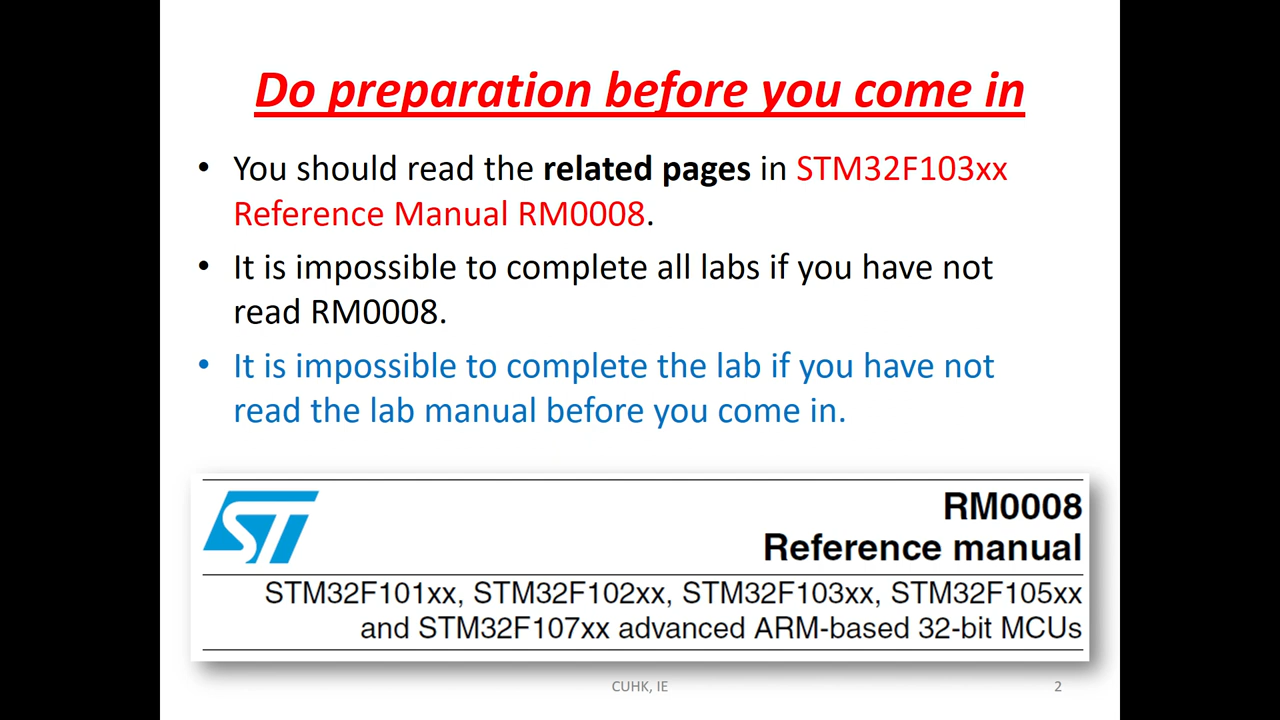 Do preparation before you come in
• You should read the related pages in STM32F103xx
Reference Manual RM0008.
• It is impossible to complete all labs if you have not
read RM0008.
• It is impossible to complete the lab if you have not
read the lab manual before you come in.
ST
RM0008
Reference manual
STM32F101xx, STM32F102xx, STM32F103xx, STM32F105xx
and STM32F107xx advanced ARM-based 32-bit MCUs
CUHK, IE
2